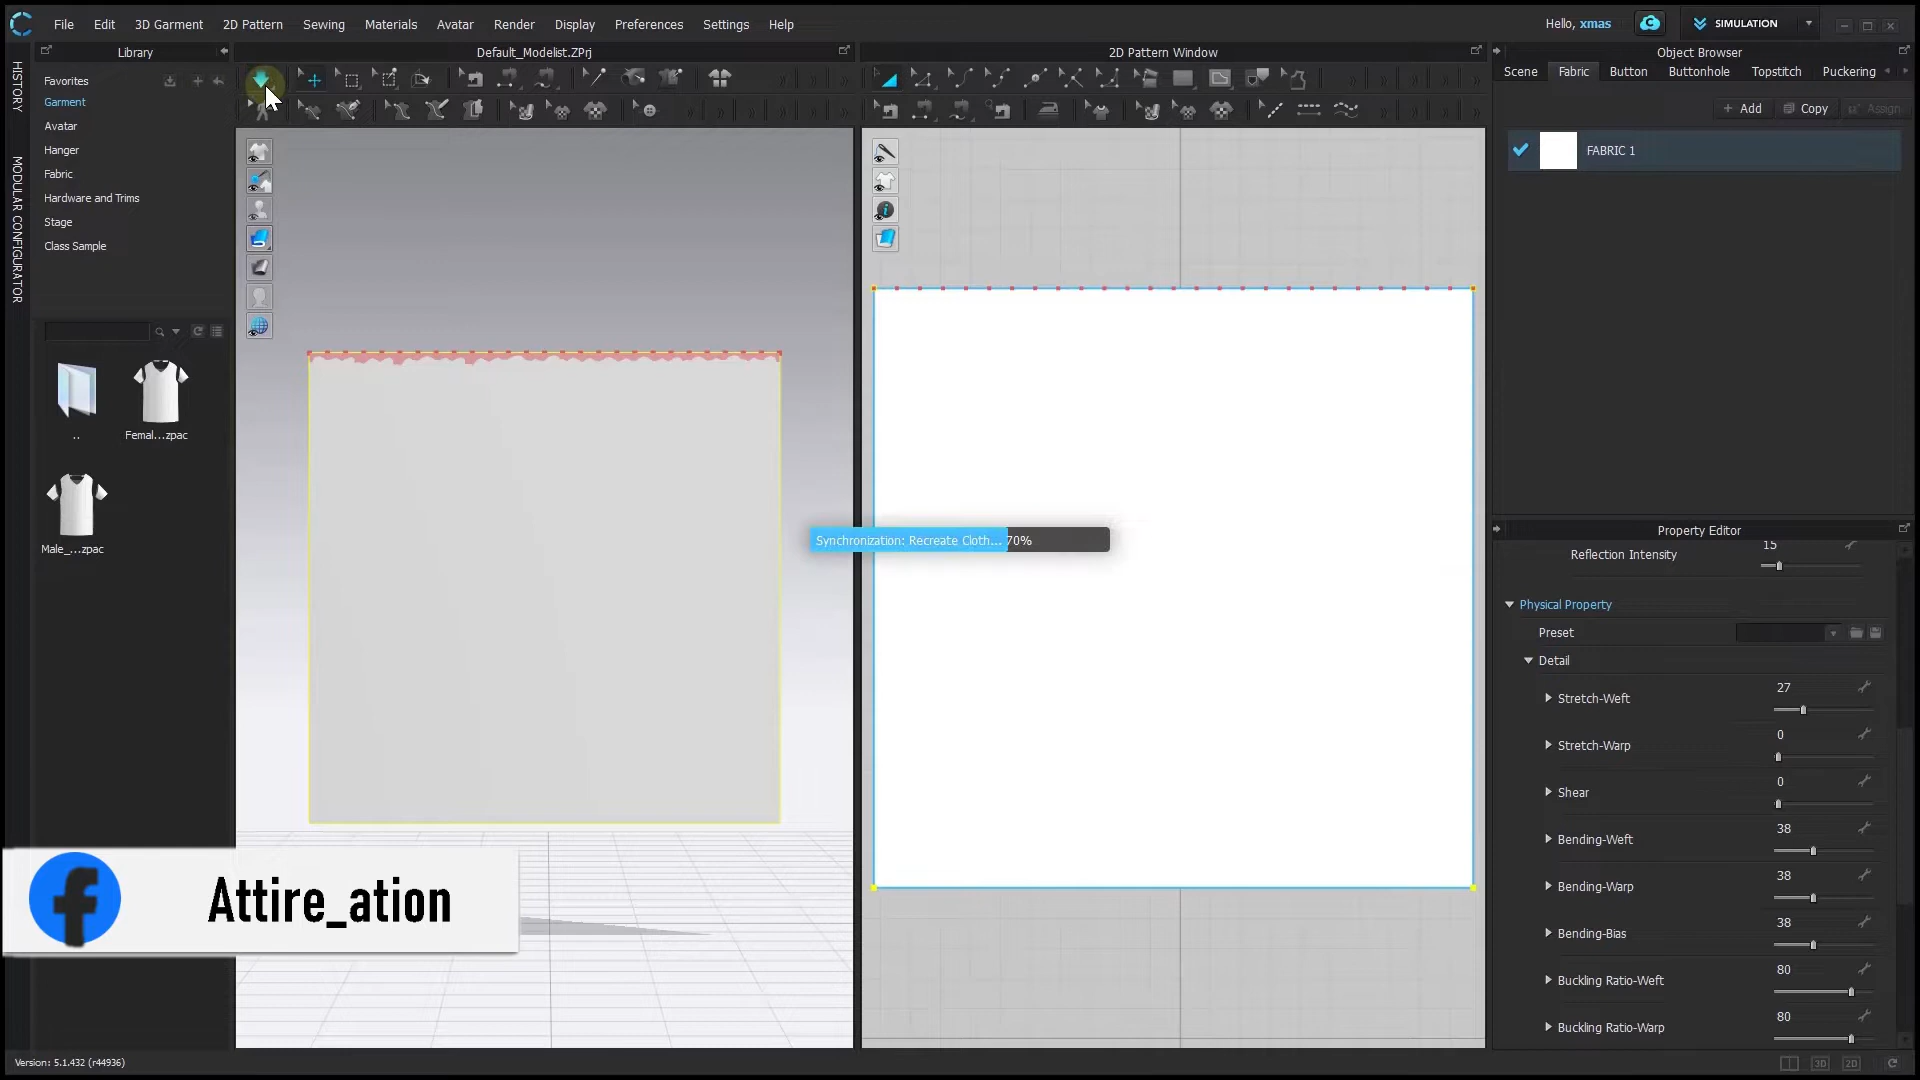 File Edit 3D Garment 2D Pattern Sewing Materials Avatar Render Display Preferences Settings Help
Hello, xmas
SIMULATION
Library
Default_Modelist.ZPrj
2D Pattern Window
Object Browser
HISTORY
MODULAR CONFIGURATOR
Favorites
Garment
Avatar
Hanger
Fabric
Hardware and Trims
Stage
Class Sample
..
Femal...zpac
Male_...zpac
Scene Fabric Button Buttonhole Topstitch Puckering
+ Add Copy Assign
FABRIC 1
Synchronization: Recreate Cloth... 70%
Property Editor
Reflection Intensity 15
Physical Property
Preset
Detail
Stretch-Weft 27
Stretch-Warp 0
Shear 0
Bending-Weft 38
Bending-Warp 38
Bending-Bias 38
Buckling Ratio-Weft 80
Buckling Ratio-Warp 80
f Attire_ation
Version: 5.1.432 (r44936)
3D 2D